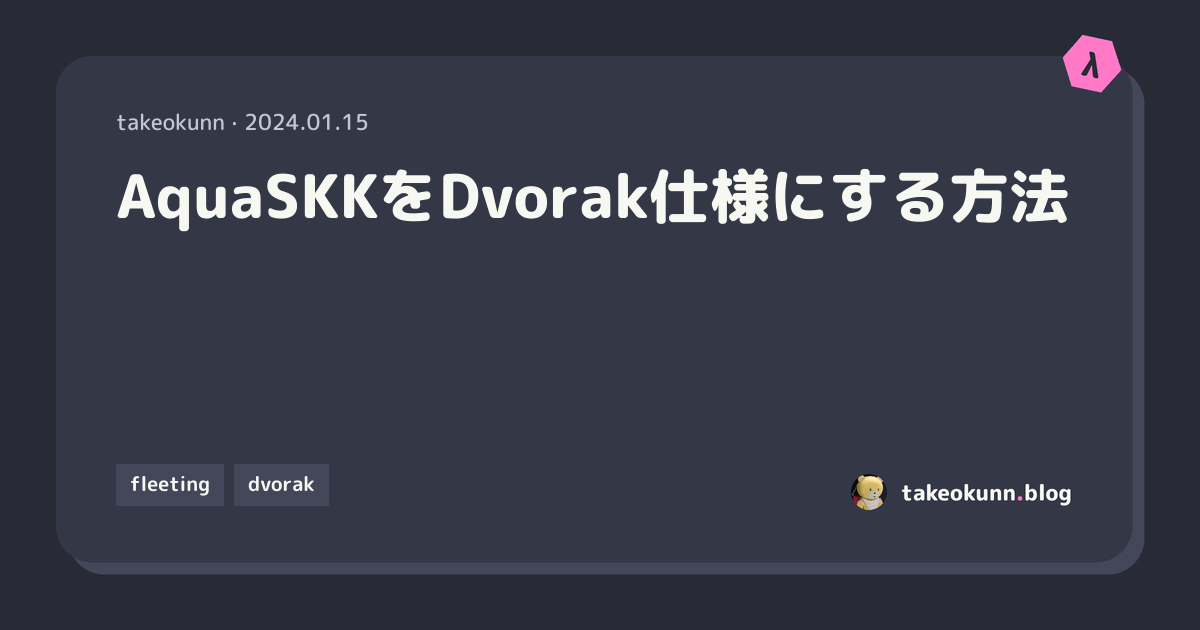 λ
takeokunn · 2024.01.15
AquaSKKをDvorak仕様にする方法
fleeting
dvorak
takeokunn.blog